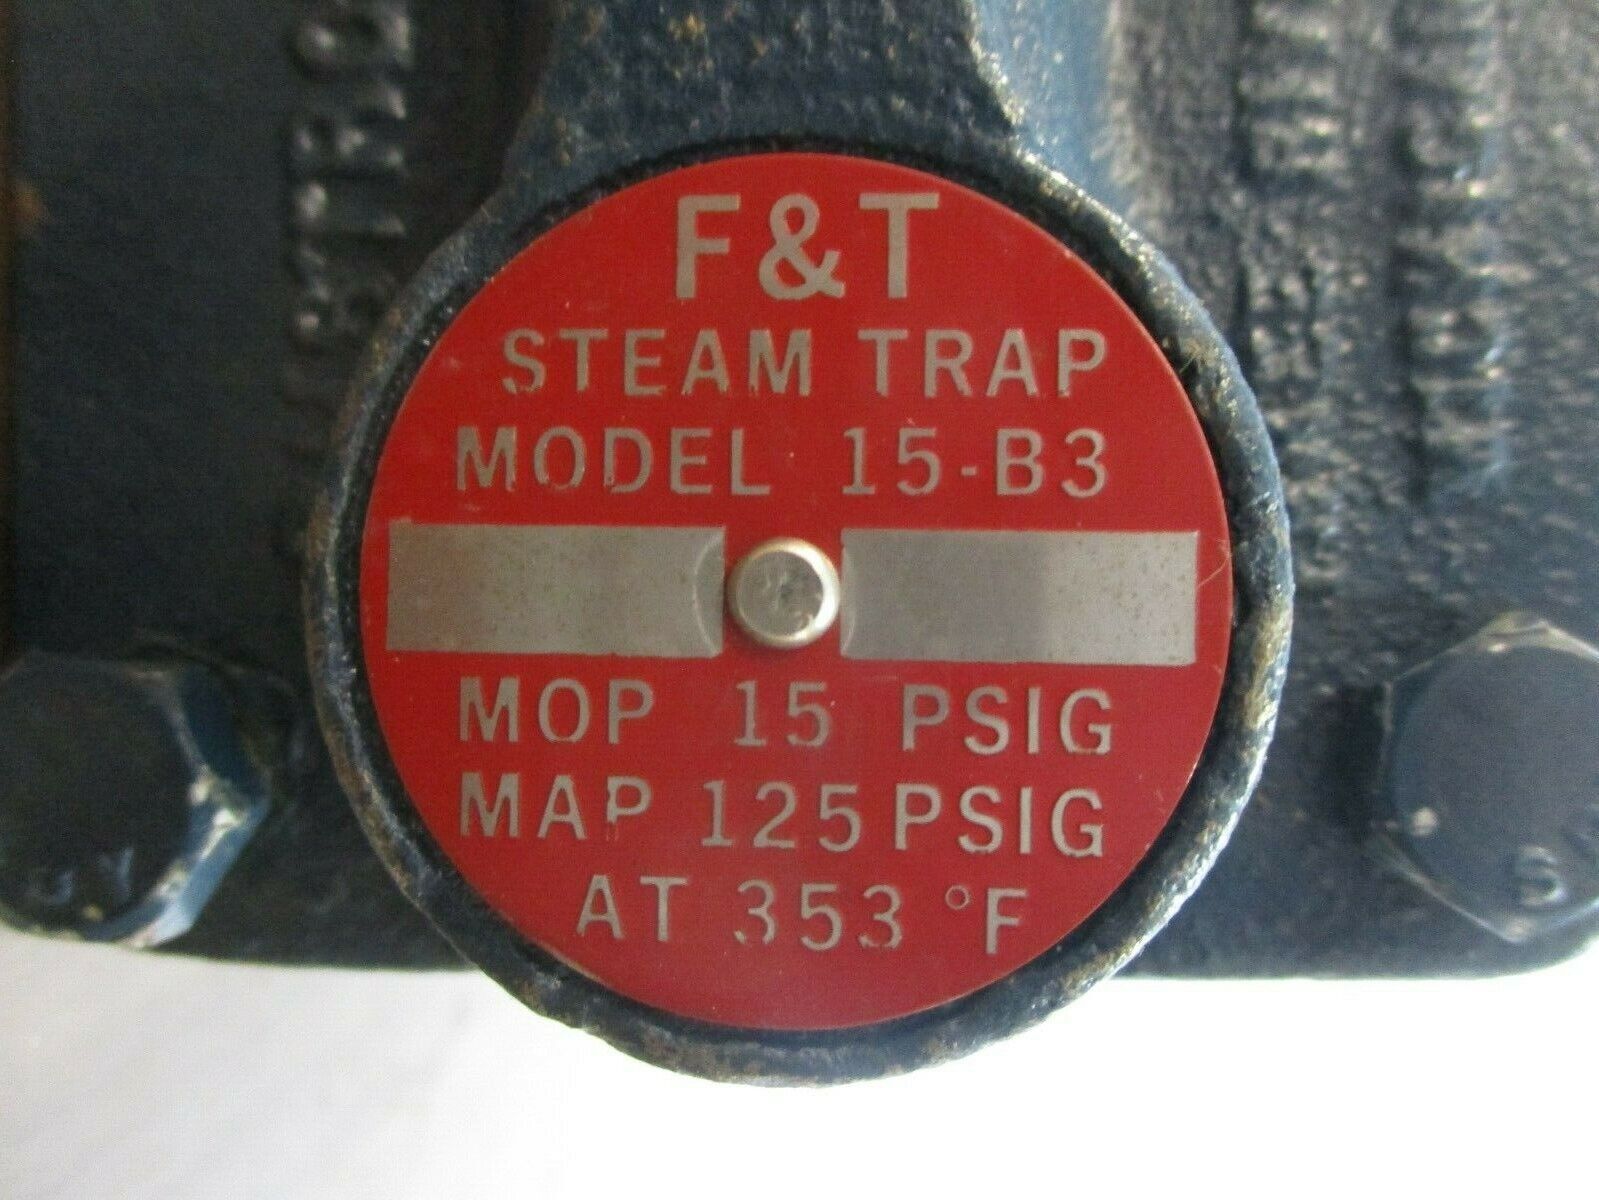 F&T
STEAM TRAP
MODEL 15-B3
MOP 15 PSIG
MAP 125 PSIG
AT 353 °F